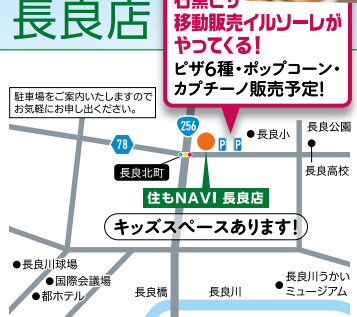 長良店
石窯ピザ
移動販売イルソーレが
やってくる!
ピザ6種・ポップコーン・
カプチーノ販売予定!
駐車場をご案内いたしますので
お気軽にお申し出ください。
256
78
P P
長良小
長良公園
長良北町
長良高校
住もNAVI 長良店
キッズスペースあります!
長良川球場
国際会議場
都ホテル
長良橋
長良川
長良川うかい
ミュージアム